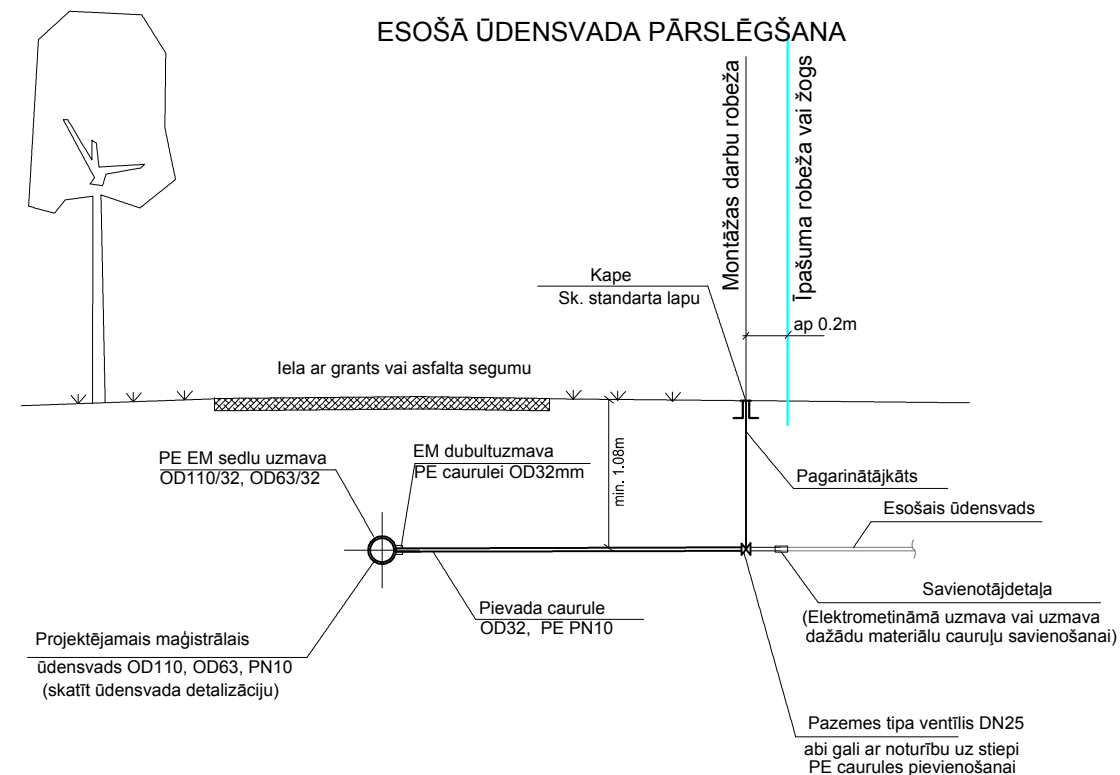 ESOŠĀ ŪDENSVADA PĀRSLĒGŠANA
Montāžas darbu robeža
Īpašuma robeža vai žogs
Kape
Sk. standarta lapu
ap 0.2m
Iela ar grants vai asfalta segumu
PE EM sedlu uzmava
OD110/32, OD63/32
EM dubultuzmava
PE caurulei OD32mm
min. 1.08m
Pagarinātājkāts
Esošais ūdensvads
Savienotājdetaļa
(Elektrometināmā uzmava vai uzmava
dažādu materiālu cauruļu savienošanai)
Pievada caurule
OD32, PE PN10
Projektējamais maģistrālais
ūdensvads OD110, OD63, PN10
(skatīt ūdensvada detalizāciju)
Pazemes tipa ventīlis DN25
abi gali ar noturību uz stiepi
PE caurules pievienošanai